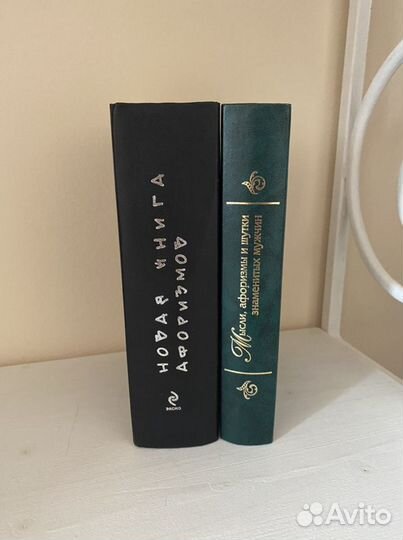 НОВАЯ КНИГА
АФОРИЗМОВ
ЭКСМО
Мысли, афоризмы и шутки
знаменитых мужчин
Avito